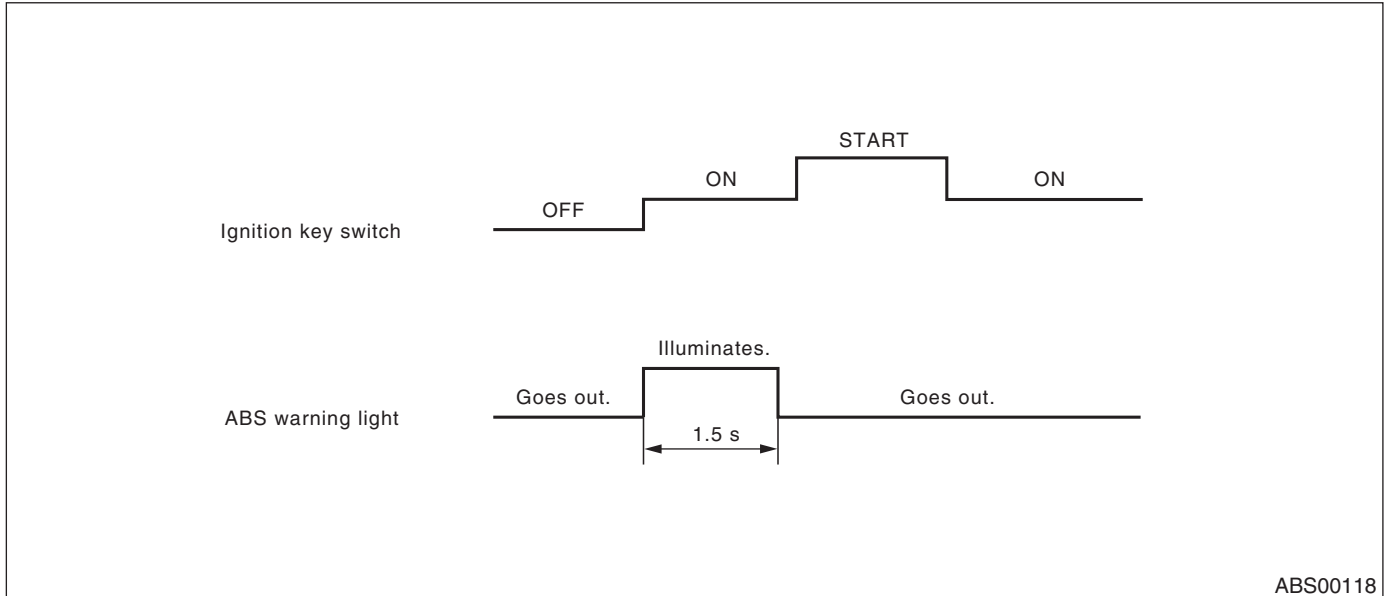 START
ON
ON
OFF
Ignition key switch
Illuminates.
Goes out.
Goes out.
ABS warning light
1.5 s
ABS00118